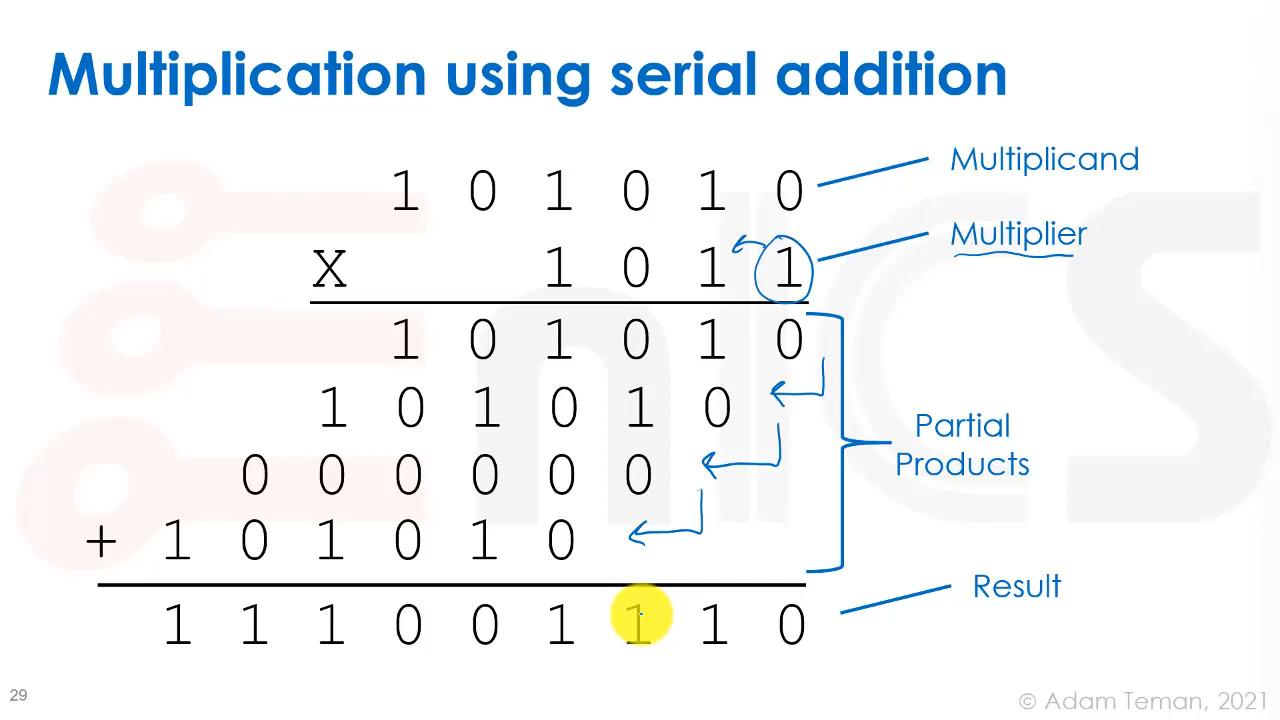 Multiplication using serial addition
1 0 1 0 1 0
Multiplicand
X 1 0 1 1
Multiplier
1 0 1 0 1 0
1 0 1 0 1 0
0 0 0 0 0 0
+ 1 0 1 0 1 0
Partial
Products
1 1 1 0 0 1 1 1 0
Result
29
© Adam Teman, 2021
nICS